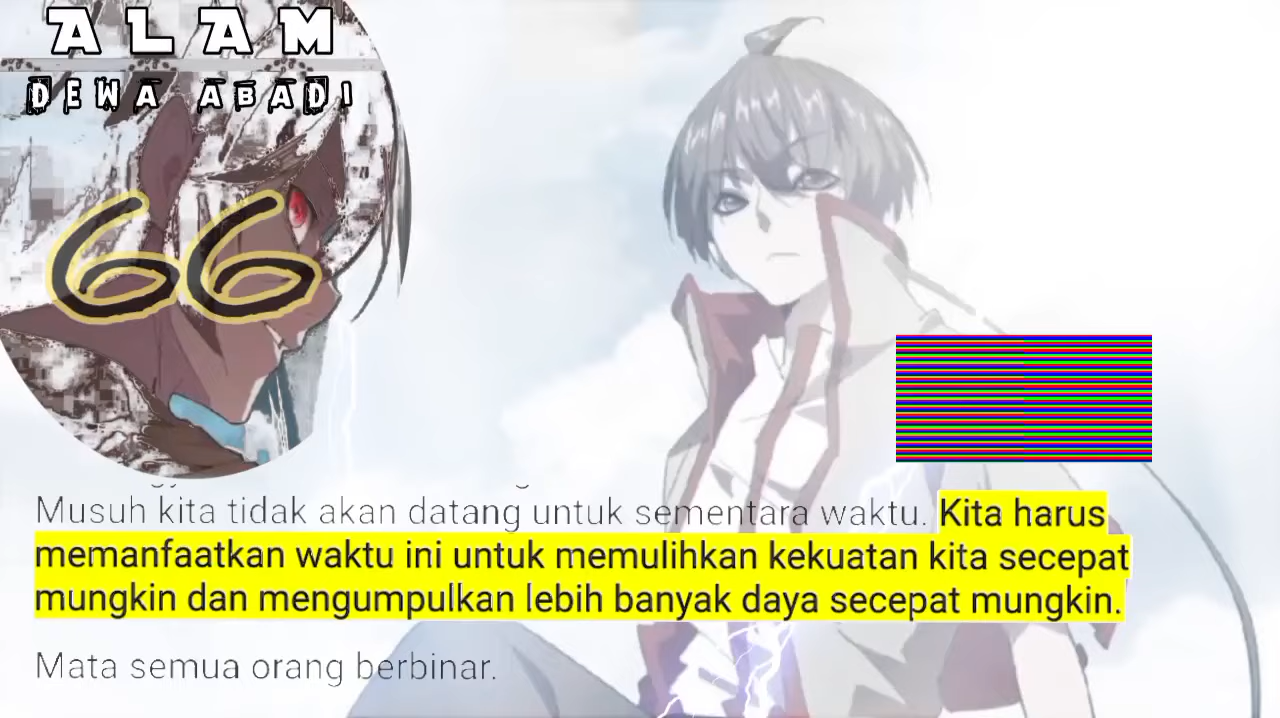 ALAM
DEWA ABADI
66
Musuh kita tidak akan datang untuk sementara waktu. Kita harus
memanfaatkan waktu ini untuk memulihkan kekuatan kita secepat
mungkin dan mengumpulkan lebih banyak daya secepat mungkin.
Mata semua orang berbinar.